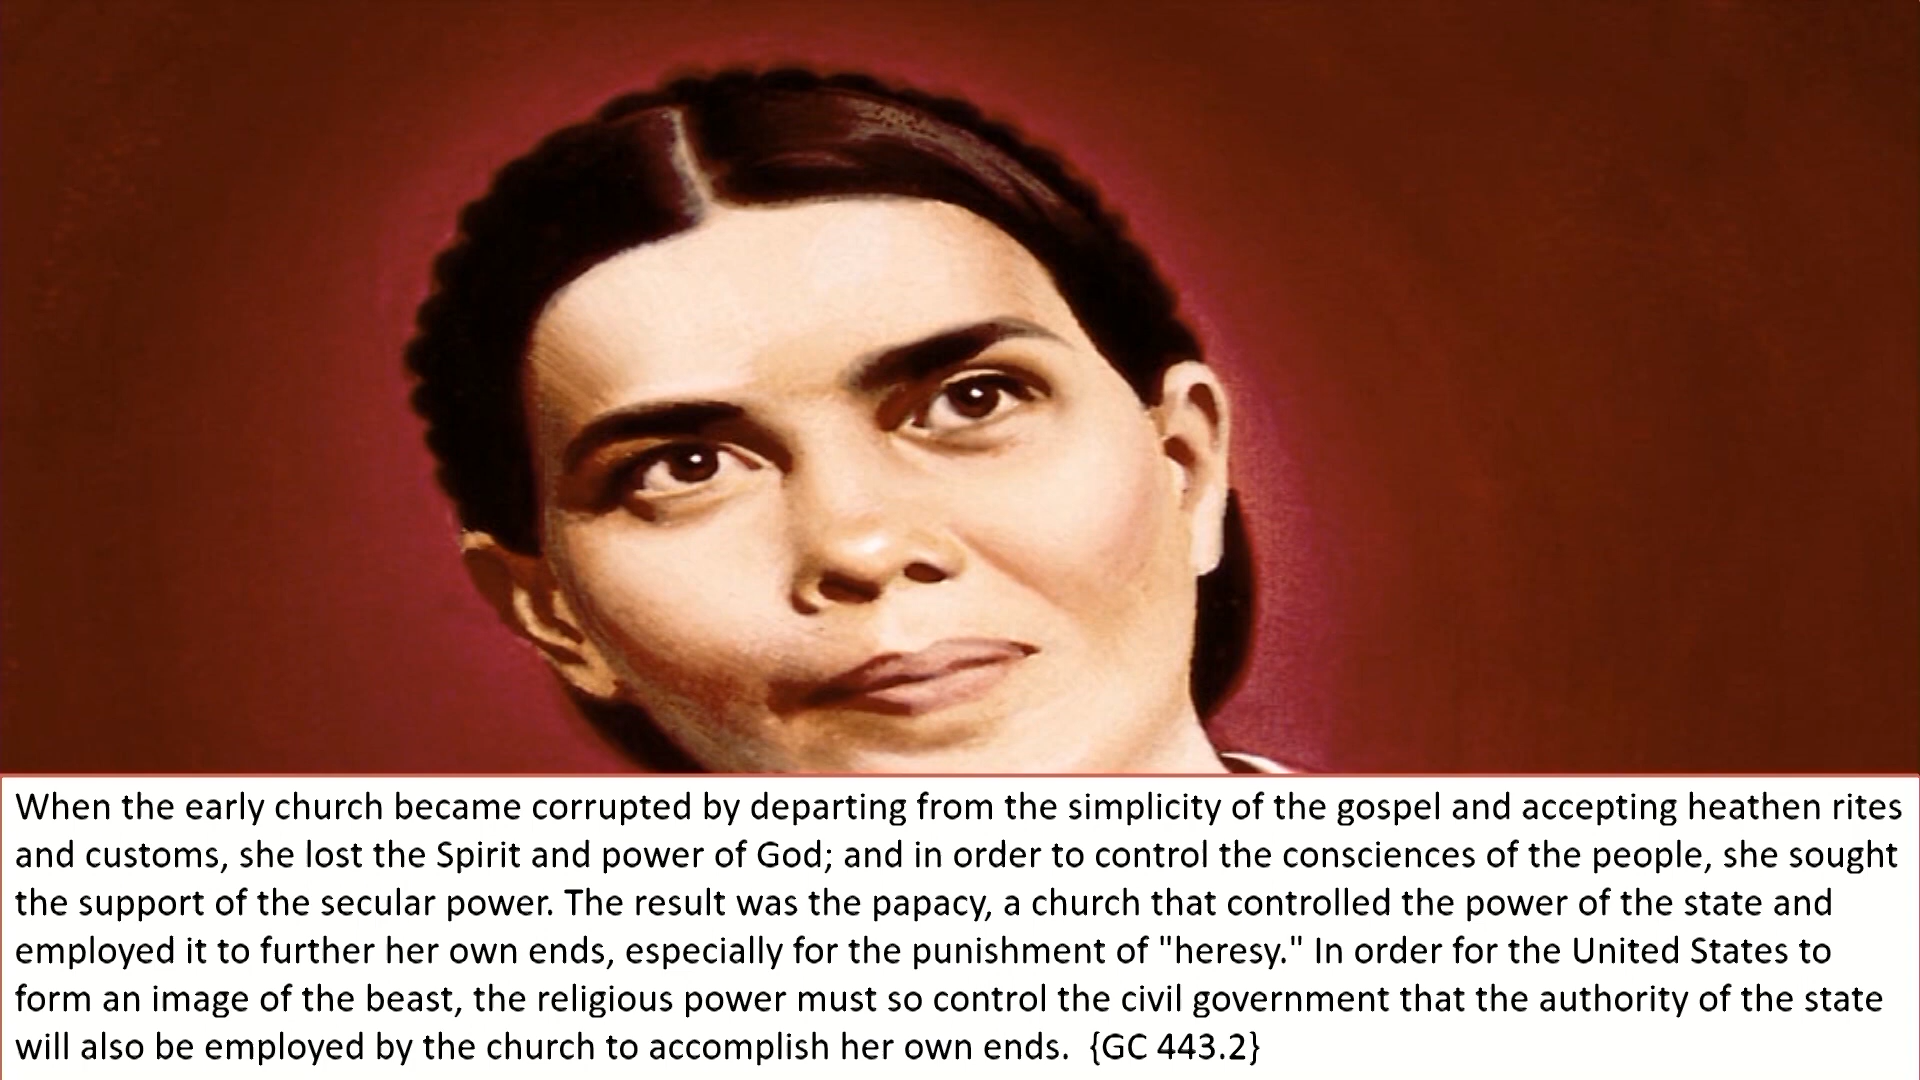 When the early church became corrupted by departing from the simplicity of the gospel and accepting heathen rites
and customs, she lost the Spirit and power of God; and in order to control the consciences of the people, she sought
the support of the secular power. The result was the papacy, a church that controlled the power of the state and
employed it to further her own ends, especially for the punishment of "heresy." In order for the United States to
form an image of the beast, the religious power must so control the civil government that the authority of the state
will also be employed by the church to accomplish her own ends.  {GC 443.2}